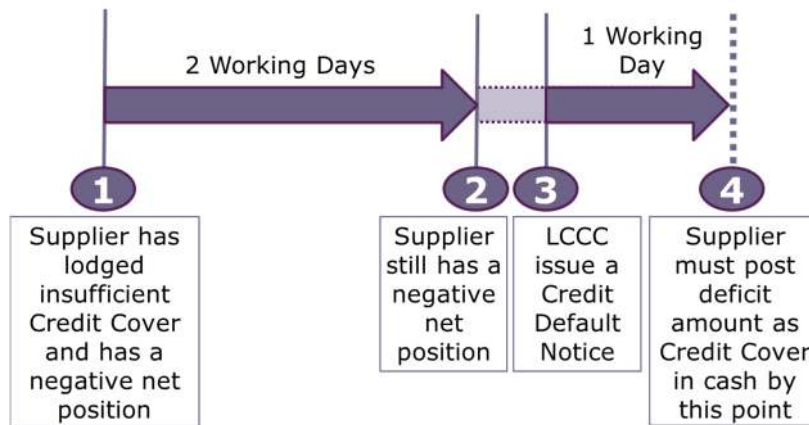 2 Working Days
1 Working
Day
1
2
3
4
Supplier has
lodged
insufficient
Credit Cover
and has a
negative net
position
Supplier
still has a
negative
net
position
LCCC
issue a
Credit
Default
Notice
Supplier
must post
deficit
amount as
Credit Cover
in cash by
this point